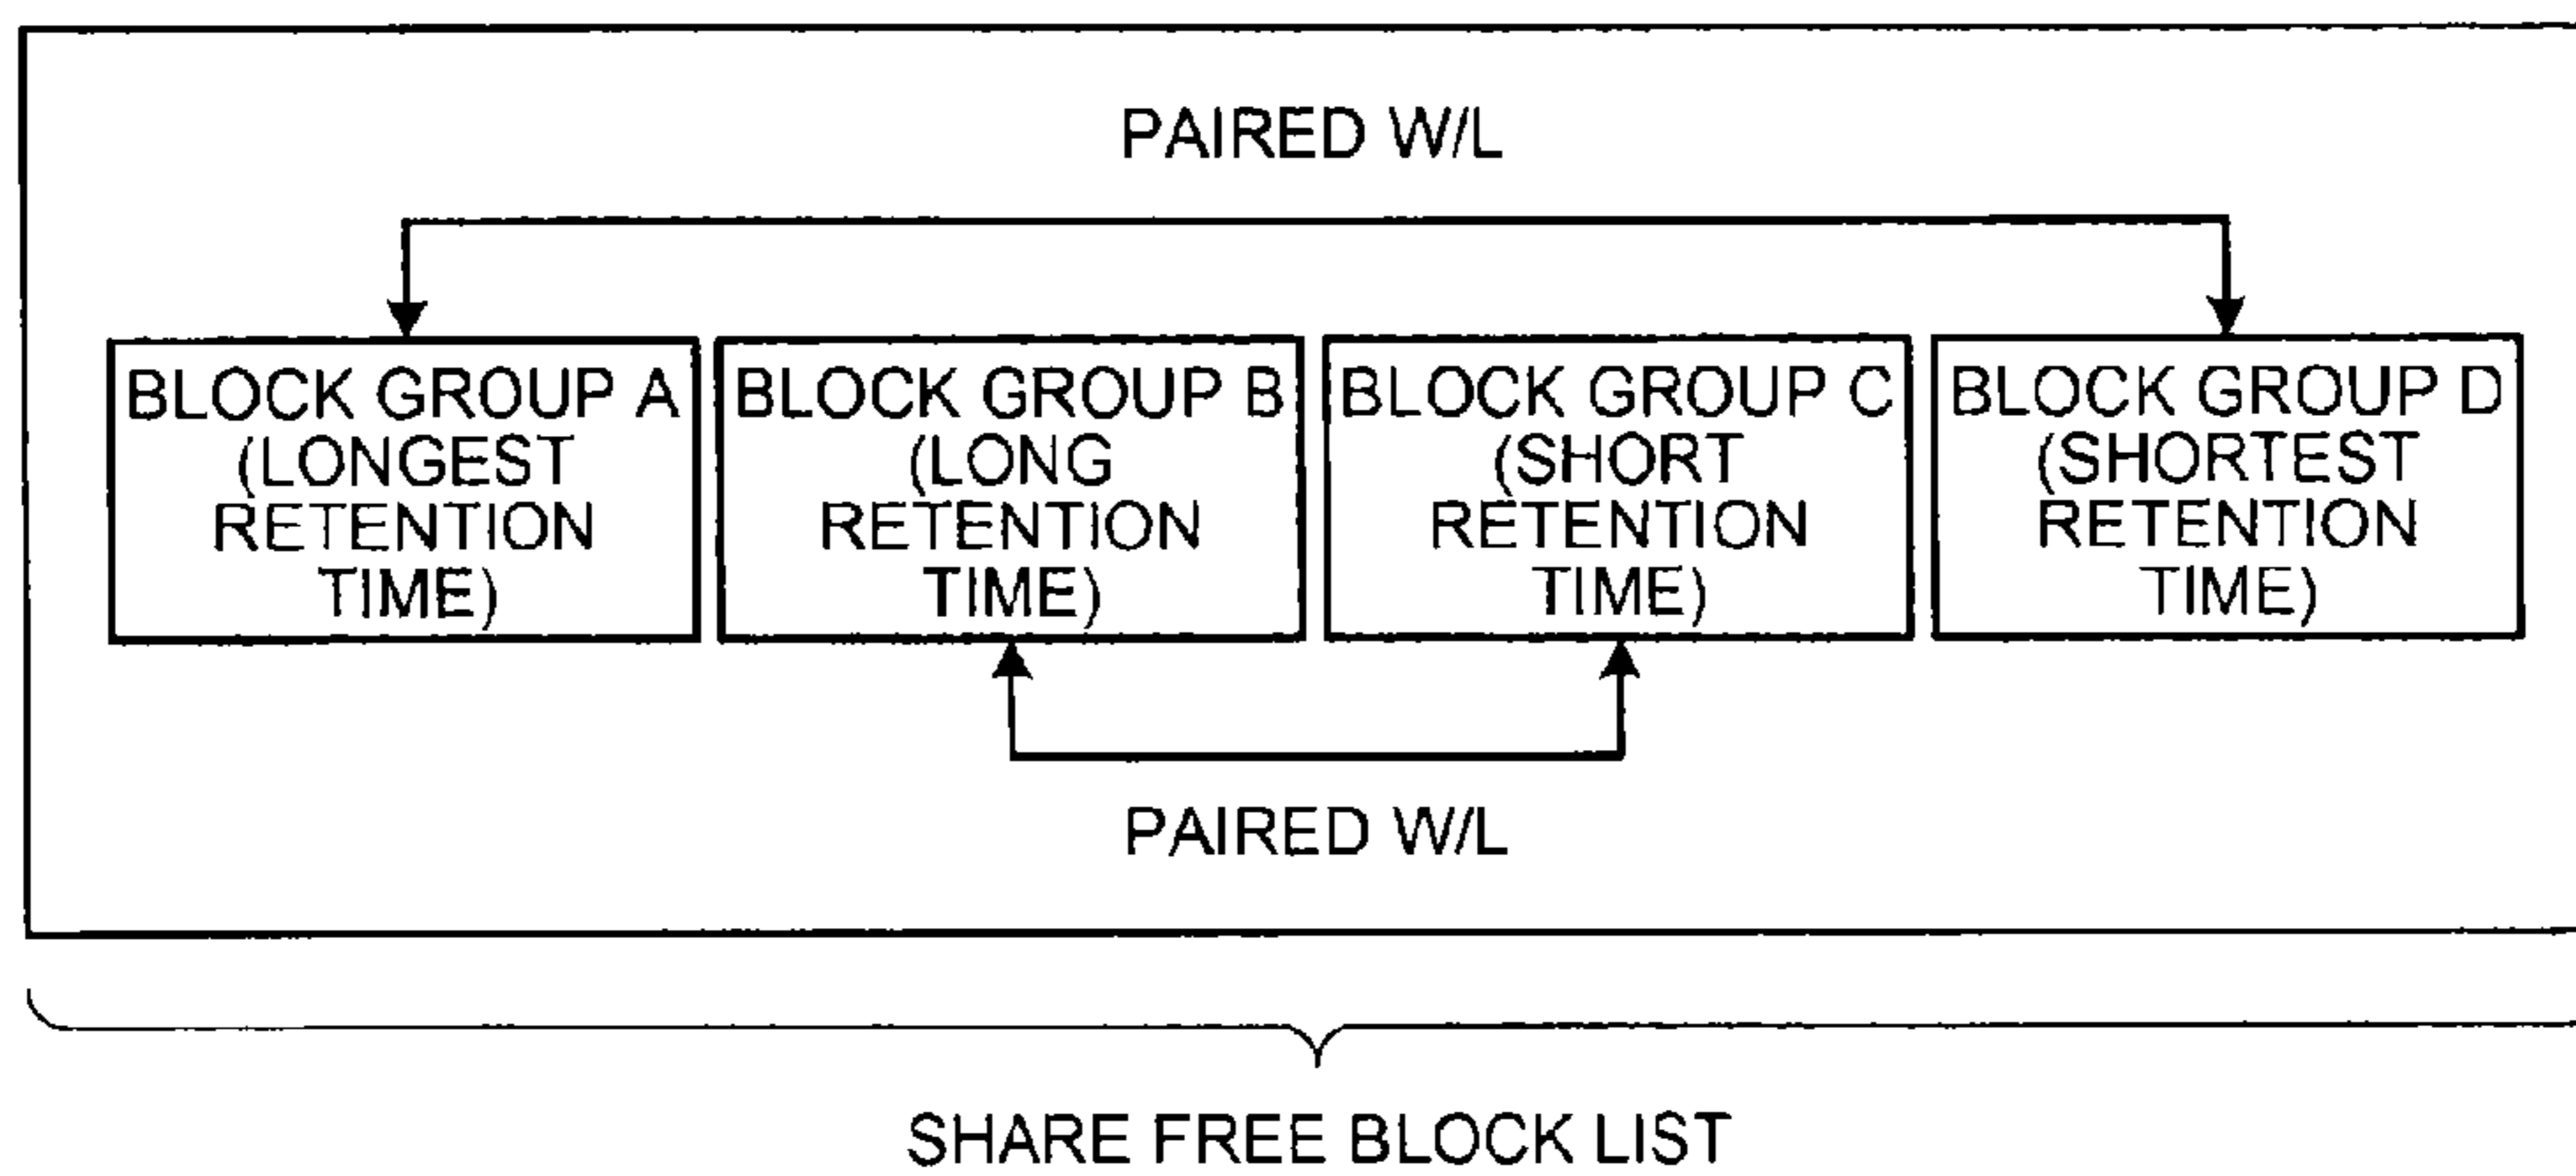 PAIRED W/L
BLOCK GROUP A
(LONGEST
RETENTION
TIME)
BLOCK GROUP B
(LONG
RETENTION
TIME)
BLOCK GROUP C
(SHORT
RETENTION
TIME)
BLOCK GROUP D
(SHORTEST
RETENTION
TIME)
PAIRED W/L
SHARE FREE BLOCK LIST